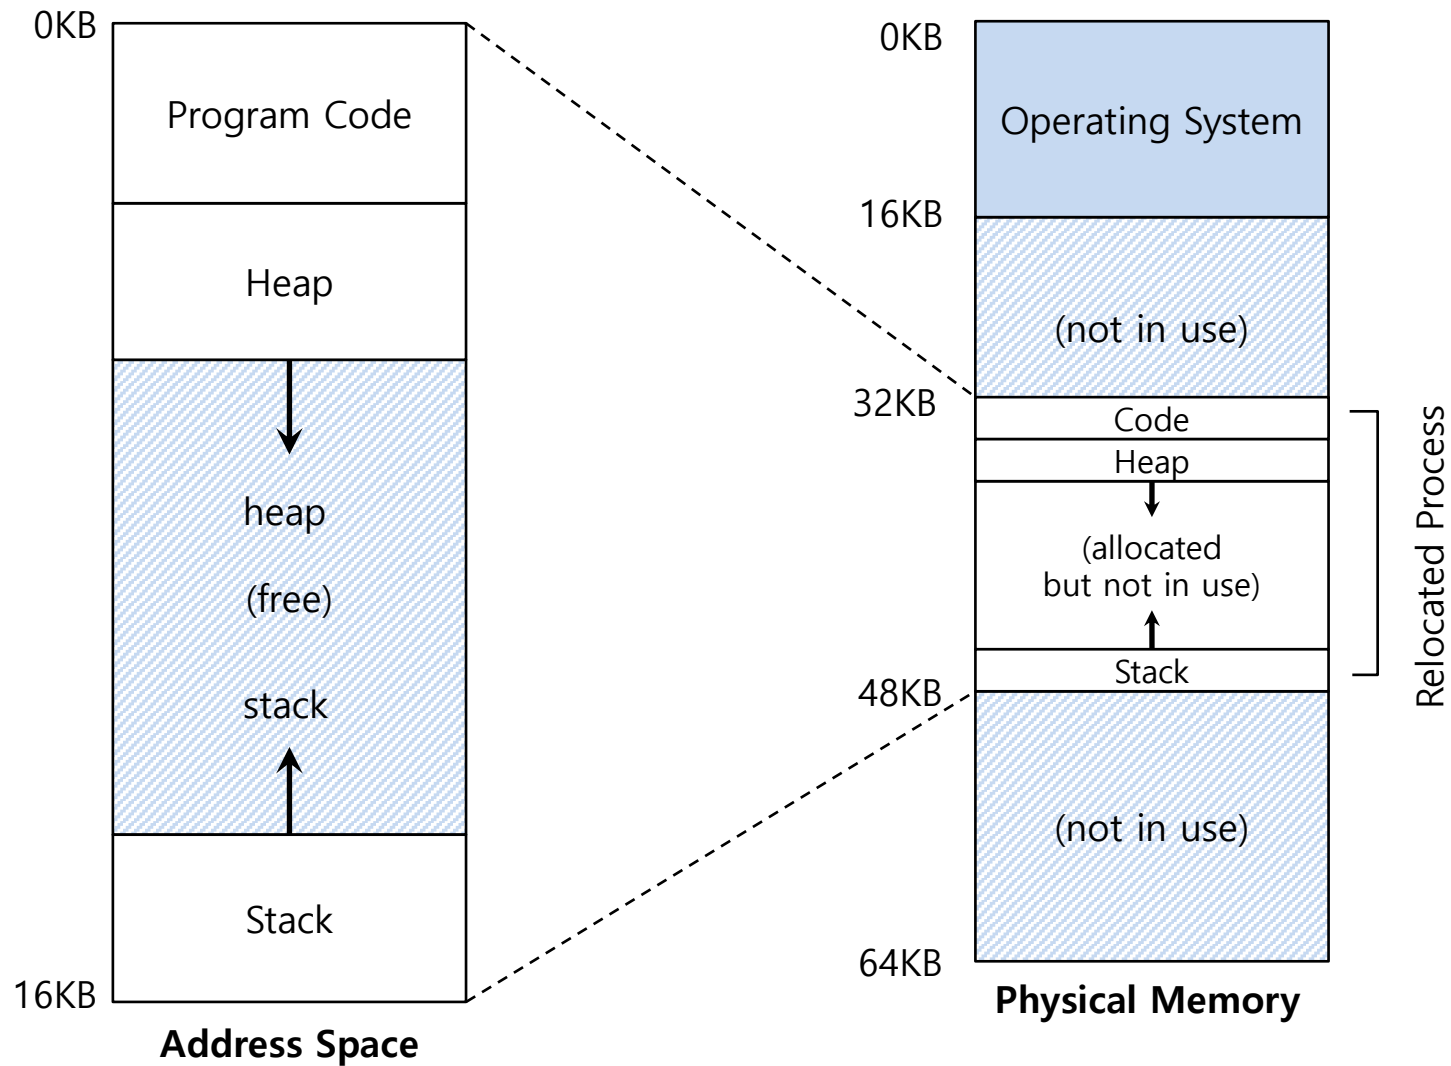 0KB
Program Code
Heap
heap
(free)
stack
Stack
16KB
Address Space
0KB
Operating System
16KB
(not in use)
32KB
Code
Heap
(allocated
but not in use)
Stack
48KB
(not in use)
64KB
Physical Memory
Relocated Process